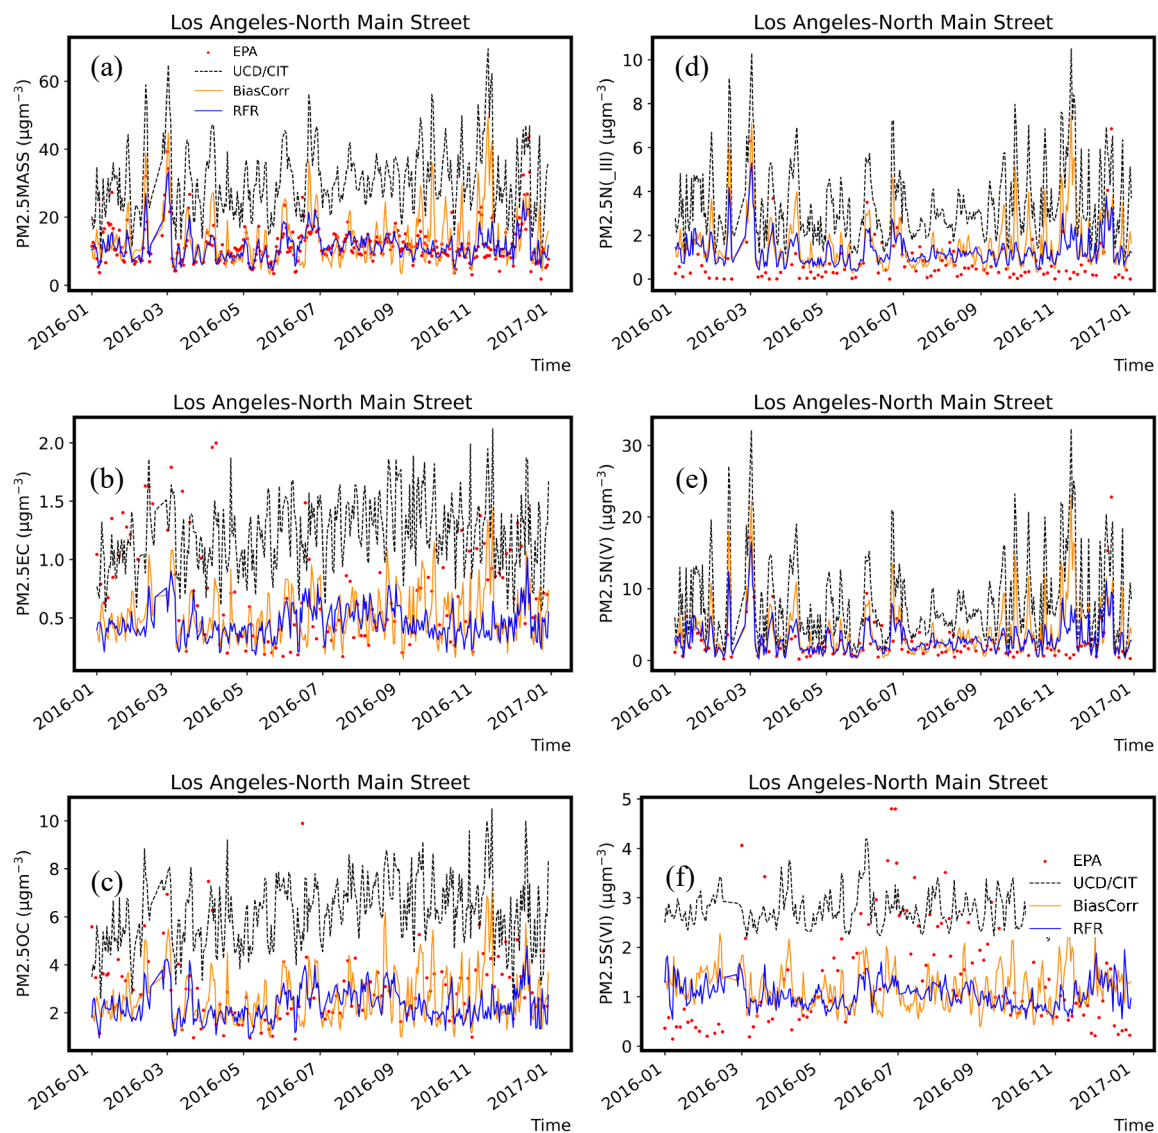 Los Angeles-North Main Street
(a)
EPA
UCD/CIT
BiasCorr
RFR
PM2.5MASS (μgm⁻³)
60
40
20
0
2016-01
2016-03
2016-05
2016-07
2016-09
2016-11
2017-01
Time
Los Angeles-North Main Street
(d)
PM2.5N(_III) (μgm⁻³)
10
8
6
4
2
0
2016-01
2016-03
2016-05
2016-07
2016-09
2016-11
2017-01
Time
Los Angeles-North Main Street
(b)
PM2.5EC (μgm⁻³)
2.0
1.5
1.0
0.5
2016-01
2016-03
2016-05
2016-07
2016-09
2016-11
2017-01
Time
Los Angeles-North Main Street
(e)
PM2.5N(V) (μgm⁻³)
30
20
10
0
2016-01
2016-03
2016-05
2016-07
2016-09
2016-11
2017-01
Time
Los Angeles-North Main Street
(c)
PM2.5OC (μgm⁻³)
10
8
6
4
2
2016-01
2016-03
2016-05
2016-07
2016-09
2016-11
2017-01
Time
Los Angeles-North Main Street
(f)
EPA
UCD/CIT
BiasCorr
RFR
PM2.5S(VI) (μgm⁻³)
5
4
3
2
1
0
2016-01
2016-03
2016-05
2016-07
2016-09
2016-11
2017-01
Time